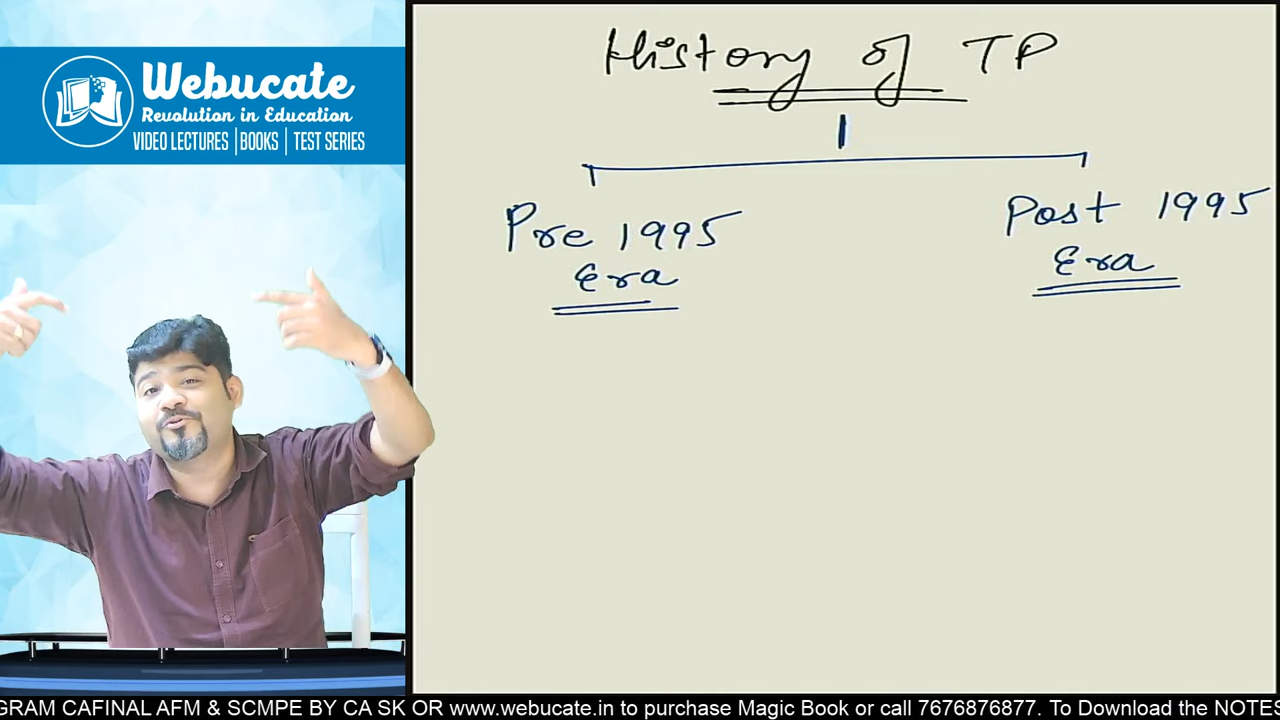 Webucate
Revolution in Education
VIDEO LECTURES | BOOKS | TEST SERIES
History of TP
Pre 1995
Era
Post 1995
Era
GRAM CAFINAL AFM & SCMPE BY CA SK OR www.webucate.in to purchase Magic Book or call 7676876877. To Download the NOTES